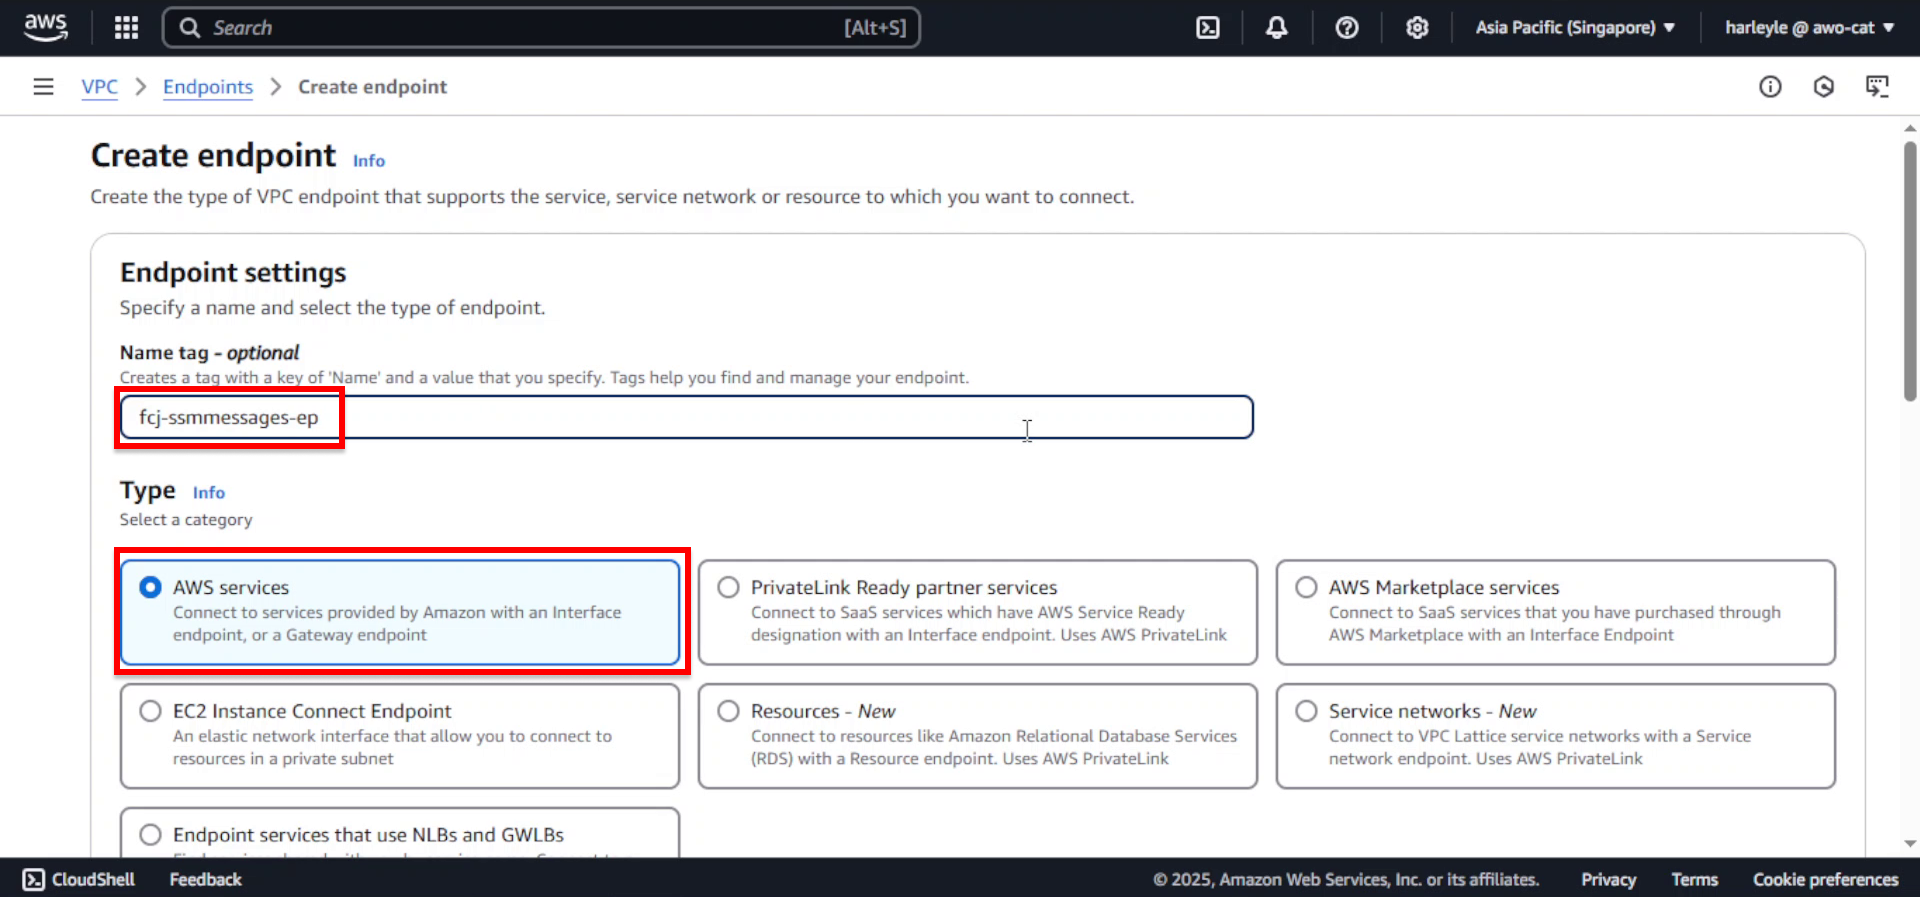 aws
Search [Alt+S]
Asia Pacific (Singapore)
harleyle @ awo-cat
VPC
Endpoints
Create endpoint
Create endpoint Info
Create the type of VPC endpoint that supports the service, service network or resource to which you want to connect.
Endpoint settings
Specify a name and select the type of endpoint.
Name tag - optional
Creates a tag with a key of 'Name' and a value that you specify. Tags help you find and manage your endpoint.
fcj-ssmmessages-ep
Type Info
Select a category
AWS services
Connect to services provided by Amazon with an Interface
endpoint, or a Gateway endpoint
PrivateLink Ready partner services
Connect to SaaS services which have AWS Service Ready
designation with an Interface endpoint. Uses AWS PrivateLink
AWS Marketplace services
Connect to SaaS services that you have purchased through
AWS Marketplace with an Interface Endpoint
EC2 Instance Connect Endpoint
An elastic network interface that allow you to connect to
resources in a private subnet
Resources - New
Connect to resources like Amazon Relational Database Services
(RDS) with a Resource endpoint. Uses AWS PrivateLink
Service networks - New
Connect to VPC Lattice service networks with a Service
network endpoint. Uses AWS PrivateLink
Endpoint services that use NLBs and GWLBs
CloudShell
Feedback
© 2025, Amazon Web Services, Inc. or its affiliates.
Privacy
Terms
Cookie preferences